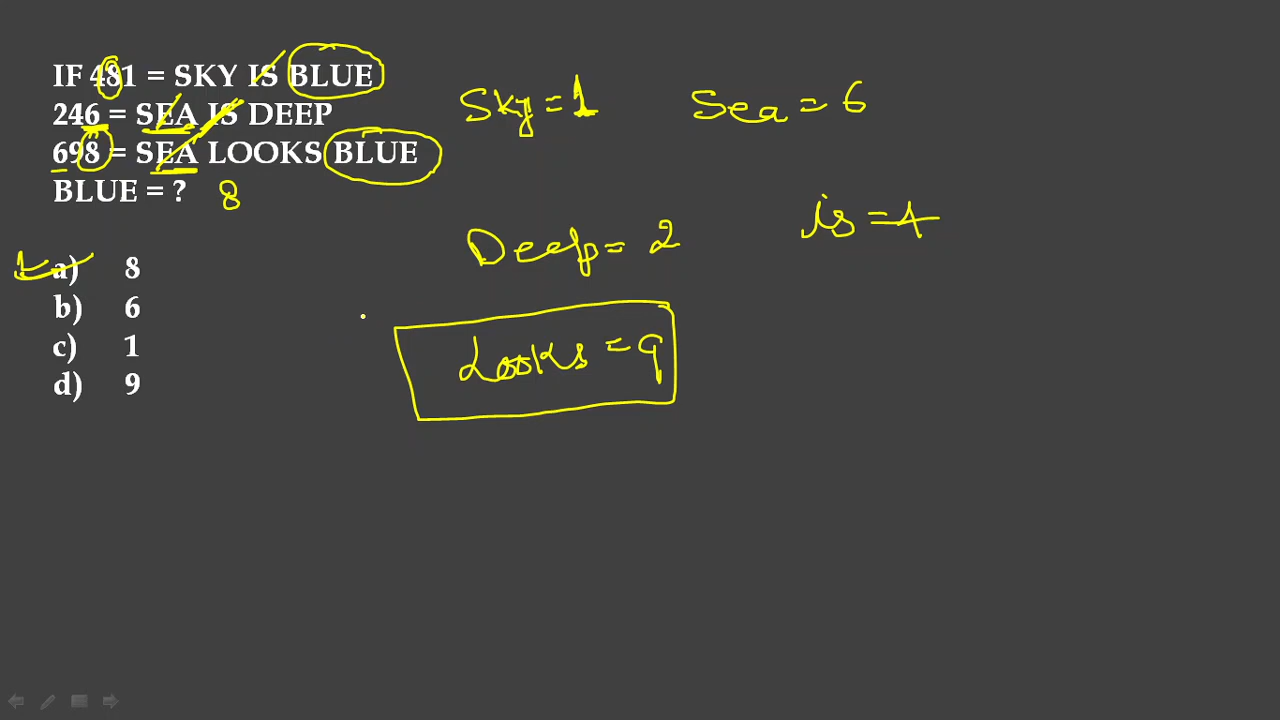 IF 481 = SKY IS BLUE
246 = SEA IS DEEP
698 = SEA LOOKS BLUE
BLUE = ? 8
a) 8
b) 6
c) 1
d) 9
Sky = 1
Sea = 6
is = 4
Deep = 2
Looks = 9